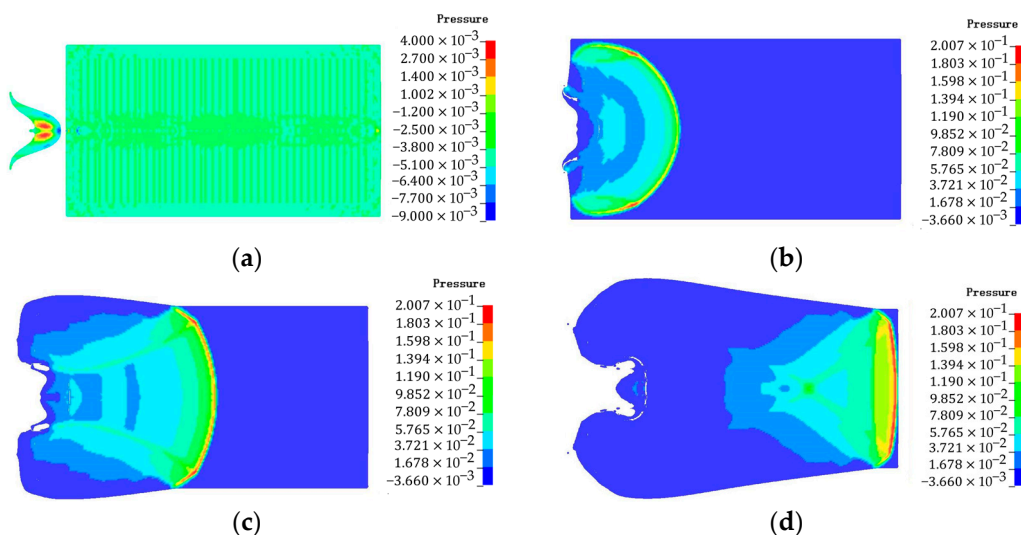 Pressure
4.000 × 10⁻³
2.700 × 10⁻³
1.400 × 10⁻³
1.002 × 10⁻³
−1.200 × 10⁻³
−2.500 × 10⁻³
−3.800 × 10⁻³
−5.100 × 10⁻³
−6.400 × 10⁻³
−7.700 × 10⁻³
−9.000 × 10⁻³
(a)
Pressure
2.007 × 10⁻¹
1.803 × 10⁻¹
1.598 × 10⁻¹
1.394 × 10⁻¹
1.190 × 10⁻¹
9.852 × 10⁻²
7.809 × 10⁻²
5.765 × 10⁻²
3.721 × 10⁻²
1.678 × 10⁻²
−3.660 × 10⁻³
(b)
Pressure
2.007 × 10⁻¹
1.803 × 10⁻¹
1.598 × 10⁻¹
1.394 × 10⁻¹
1.190 × 10⁻¹
9.852 × 10⁻²
7.809 × 10⁻²
5.765 × 10⁻²
3.721 × 10⁻²
1.678 × 10⁻²
−3.660 × 10⁻³
(c)
Pressure
2.007 × 10⁻¹
1.803 × 10⁻¹
1.598 × 10⁻¹
1.394 × 10⁻¹
1.190 × 10⁻¹
9.852 × 10⁻²
7.809 × 10⁻²
5.765 × 10⁻²
3.721 × 10⁻²
1.678 × 10⁻²
−3.660 × 10⁻³
(d)